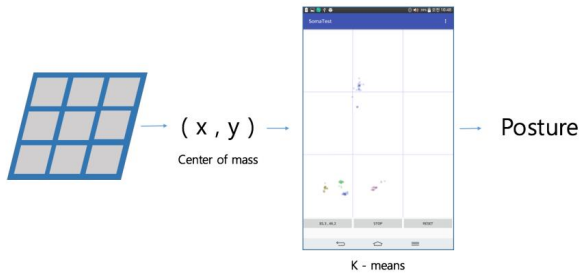 SomaTest
( x , y )
Center of mass
Posture
STOP
RESET
K - means